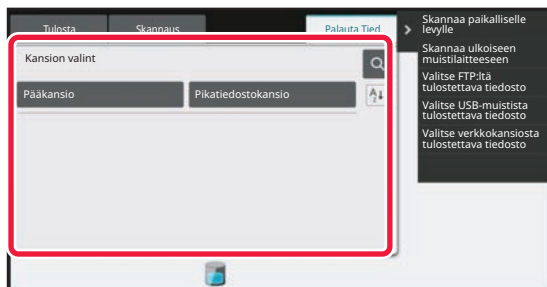 Tulosta
Skannaus
Palauta Tied.
Kansion valint
Pääkansio
Pikatiedostokansio
Skannaa paikalliselle
levylle
Skannaa ulkoiseen
muistilaitteeseen
Valitse FTP:ltä
tulostettava tiedosto
Valitse USB-muistista
tulostettava tiedosto
Valitse verkkokansiosta
tulostettava tiedosto